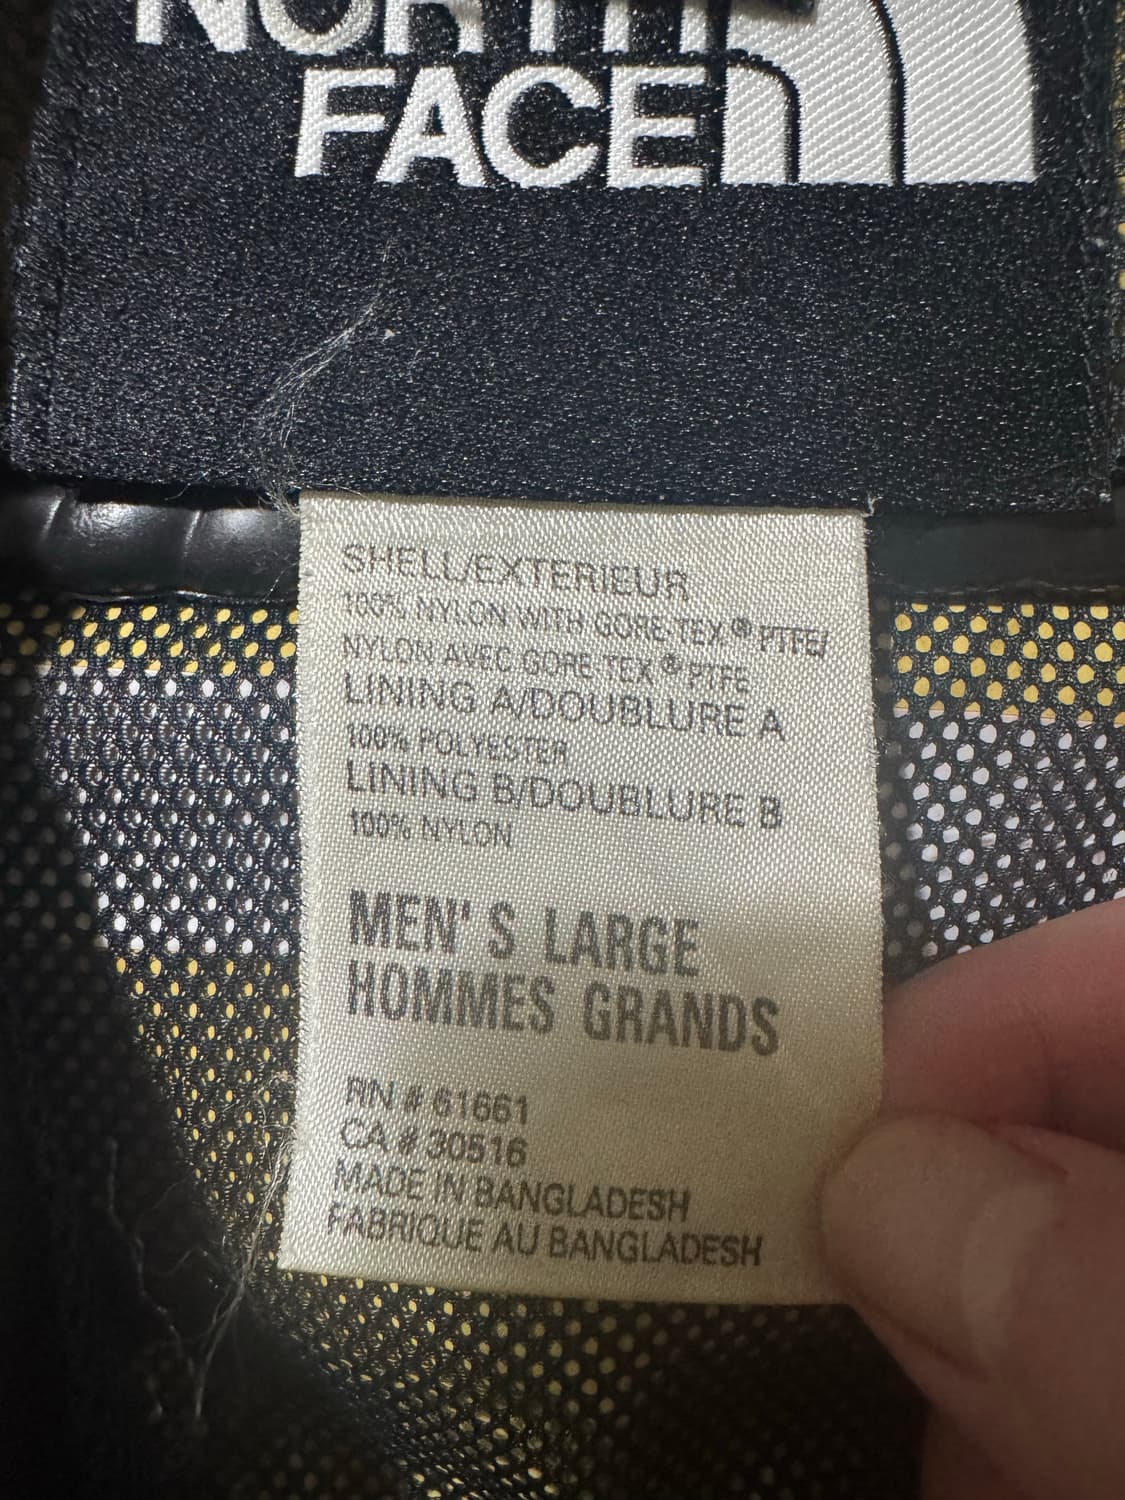 NORTH
FACE
SHELL/EXTERIEUR
100% NYLON WITH GORE-TEX® PTFE/
NYLON AVEC GORE-TEX® PTFE
LINING A/DOUBLURE A
100% POLYESTER
LINING B/DOUBLURE B
100% NYLON
MEN'S LARGE
HOMMES GRANDS
RN # 61661
CA # 30516
MADE IN BANGLADESH
FABRIQUE AU BANGLADESH